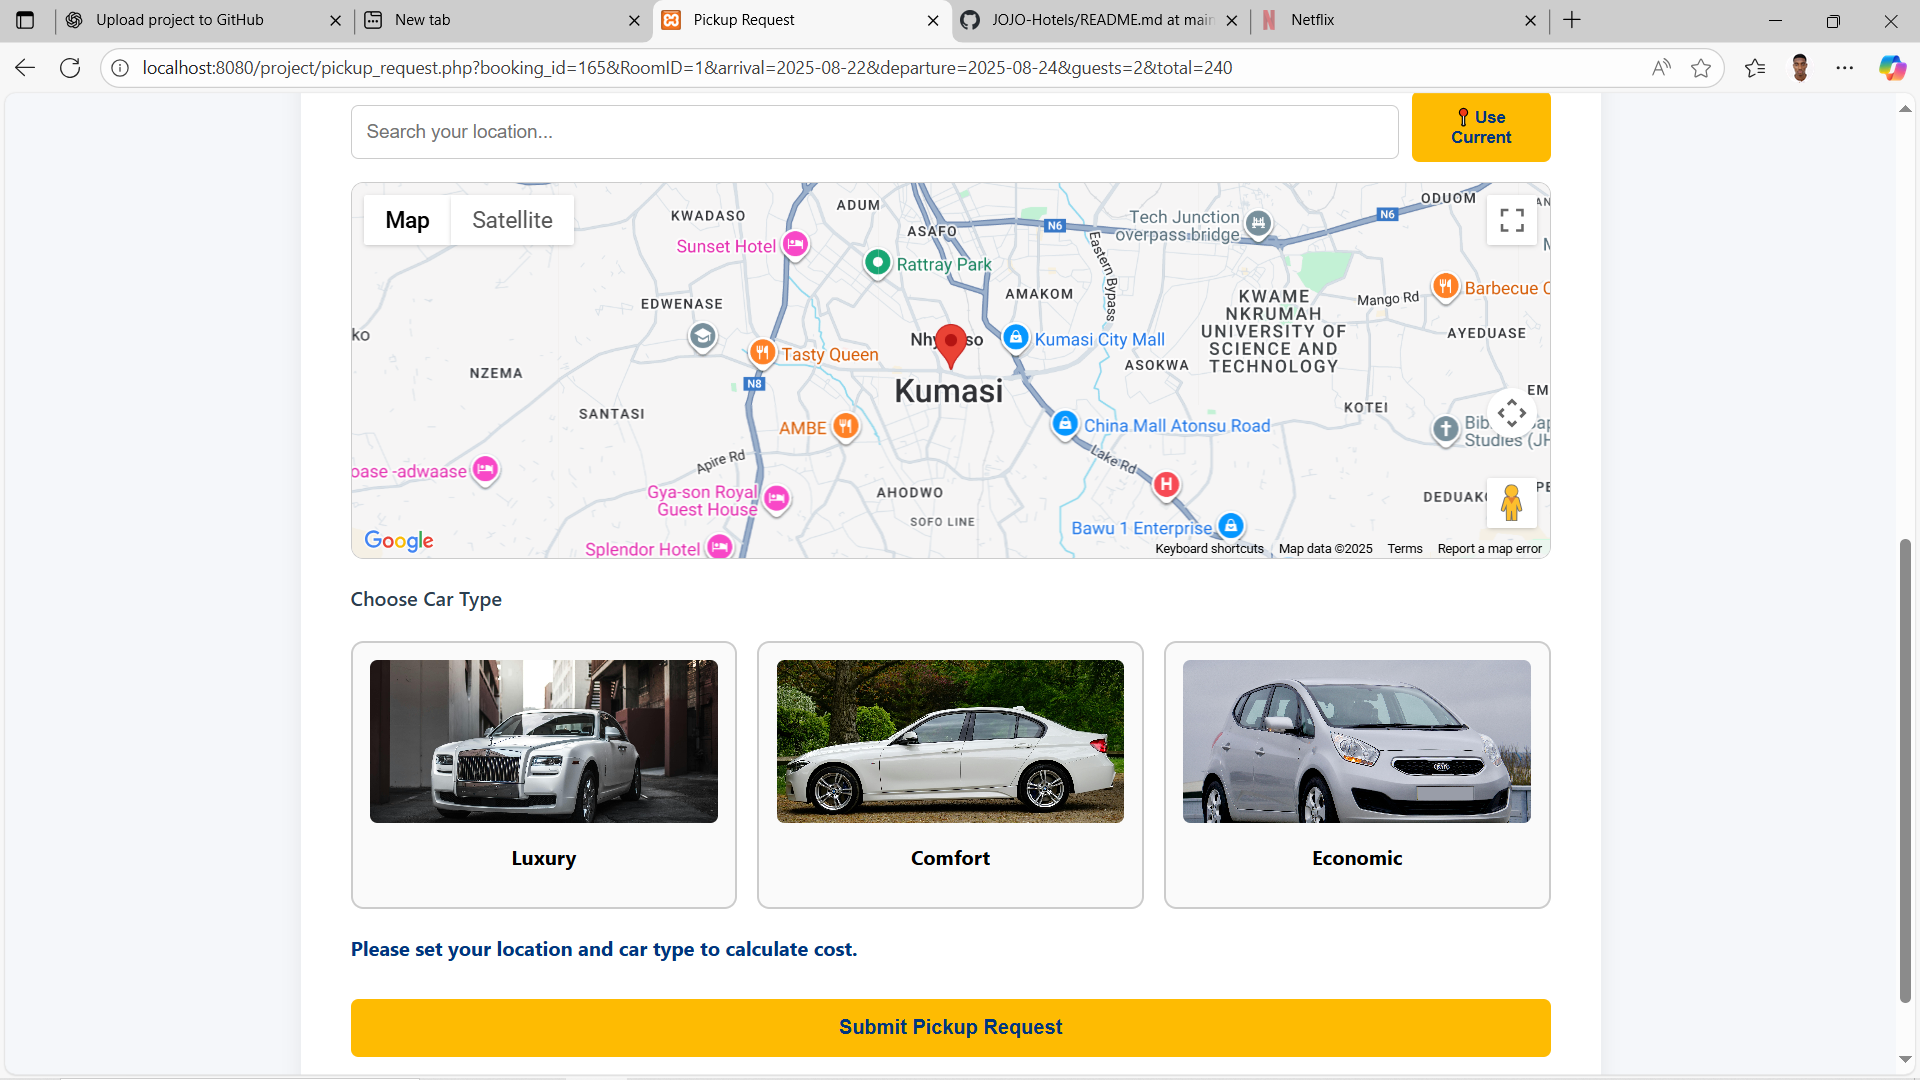 Upload project to GitHub
New tab
Pickup Request
JOJO-Hotels/README.md at main
Netflix
localhost:8080/project/pickup_request.php?booking_id=165&RoomID=1&arrival=2025-08-22&departure=2025-08-24&guests=2&total=240
Search your location...
Use
Current
Map
Satellite
KWADASO
ADUM
Tech Junction
overpass bridge
N6
ODUOM
Sunset Hotel
ASAFO
N6
Rattray Park
Eastern Bypass
EDWENASE
AMAKOM
KWAME
NKRUMAH
UNIVERSITY OF
SCIENCE AND
TECHNOLOGY
Mango Rd
Barbecue
AYEDUASE
ko
Kumasi City Mall
Tasty Queen
ASOKWA
NZEMA
N8
Kumasi
SANTASI
KOTEI
EM
AMBE
China Mall Atonsu Road
Studies (JH
Apire Rd
Lake Rd
oase -adwaase
H
Gya-son Royal
Guest House
AHODWO
DEDUAK
PE
SOFO LINE
Bawu 1 Enterprise
Google
Splendor Hotel
Keyboard shortcuts
Map data ©2025
Terms
Report a map error
Choose Car Type
Luxury
Comfort
Economic
Please set your location and car type to calculate cost.
Submit Pickup Request